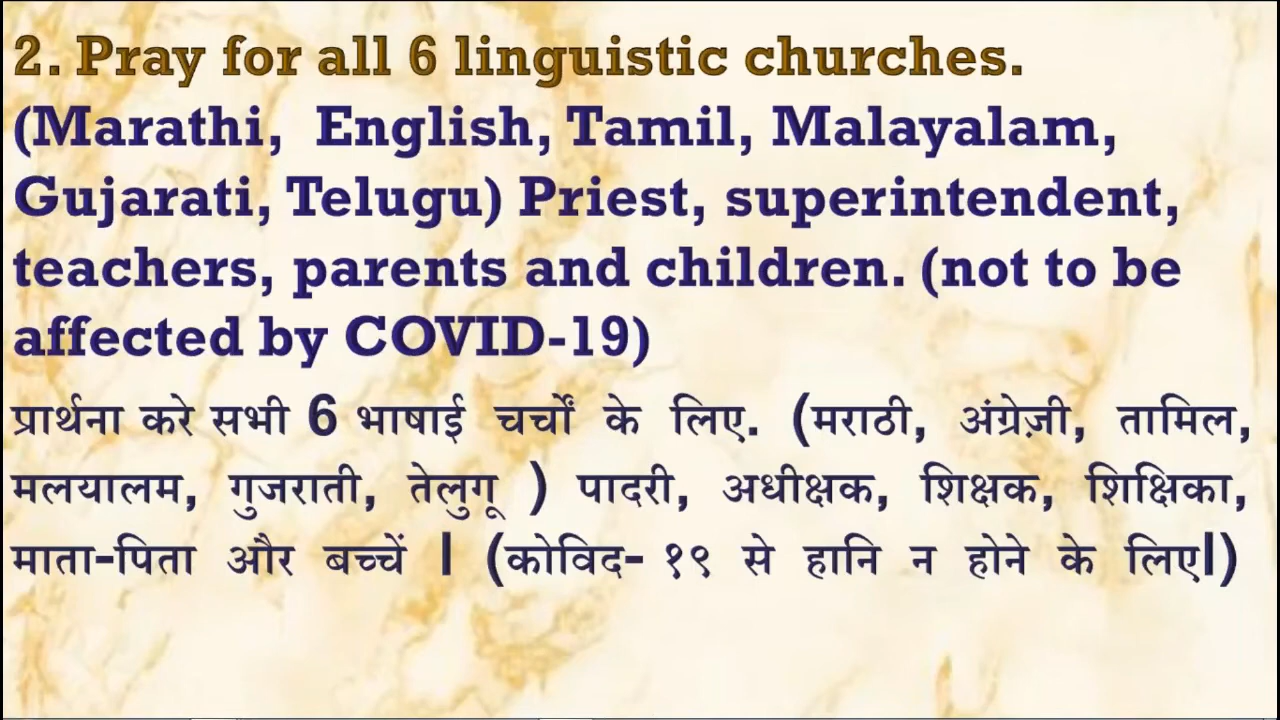 2. Pray for all 6 linguistic churches.
(Marathi, English, Tamil, Malayalam,
Gujarati, Telugu) Priest, superintendent,
teachers, parents and children. (not to be
affected by COVID-19)
प्रार्थना करे सभी 6 भाषाई चर्चों के लिए. (मराठी, अंग्रेज़ी, तामिल,
मलयालम, गुजराती, तेलुगू ) पादरी, अधीक्षक, शिक्षक, शिक्षिका,
माता-पिता और बच्चें । (कोविद- १९ से हानि न होने के लिए।)